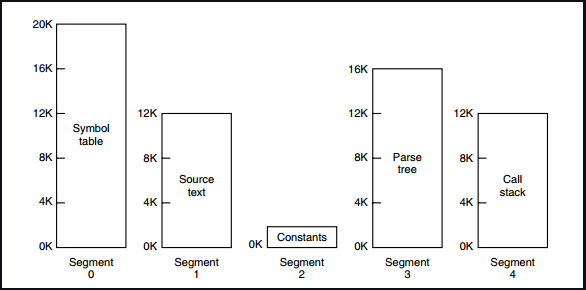 20K
16K
12K
8K
4K
0K
Symbol
table
Segment
0
12K
8K
4K
0K
Source
text
Segment
1
0K
Constants
Segment
2
16K
12K
8K
4K
0K
Parse
tree
Segment
3
12K
8K
4K
0K
Call
stack
Segment
4